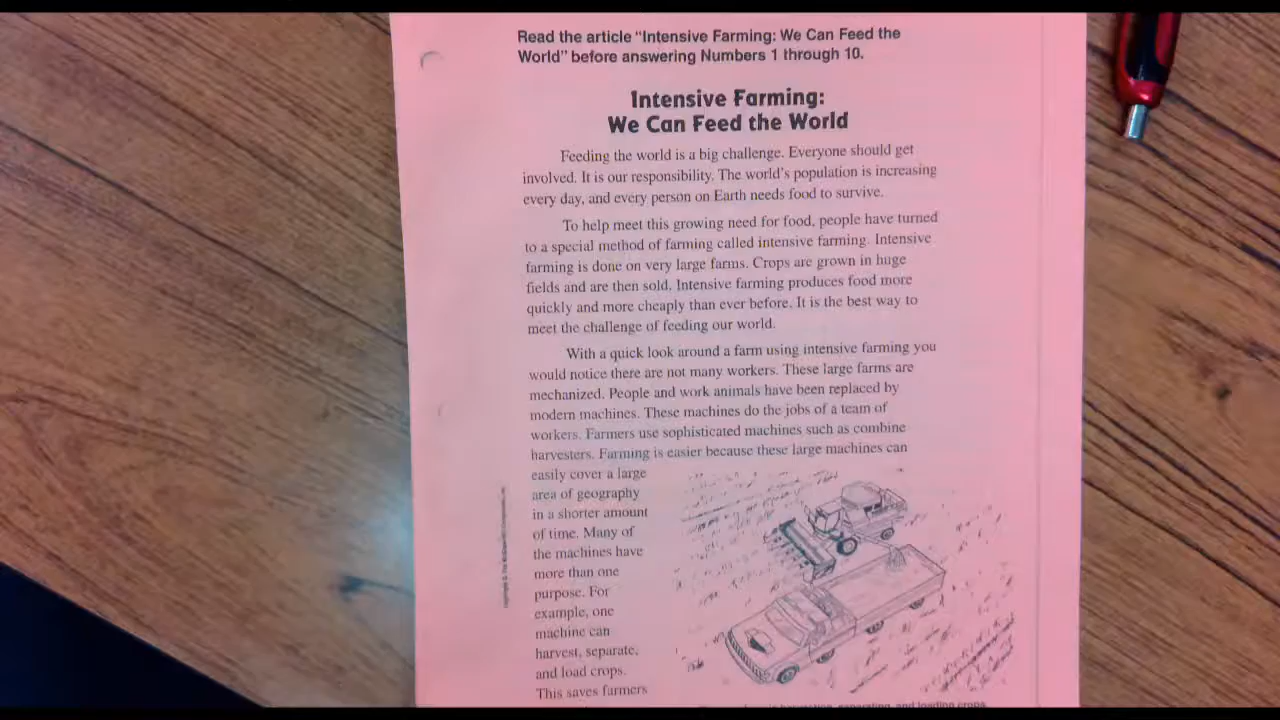 Read the article “Intensive Farming: We Can Feed the
World” before answering Numbers 1 through 10.
Intensive Farming:
We Can Feed the World
Feeding the world is a big challenge. Everyone should get
involved. It is our responsibility. The world’s population is increasing
every day, and every person on Earth needs food to survive.
To help meet this growing need for food, people have turned
to a special method of farming called intensive farming. Intensive
farming is done on very large farms. Crops are grown in huge
fields and are then sold. Intensive farming produces food more
quickly and more cheaply than ever before. It is the best way to
meet the challenge of feeding our world.
With a quick look around a farm using intensive farming you
would notice there are not many workers. These large farms are
mechanized. People and work animals have been replaced by
modern machines. These machines do the jobs of a team of
workers. Farmers use sophisticated machines such as combine
harvesters. Farming is easier because these large machines can
easily cover a large
area of geography
in a shorter amount
of time. Many of
the machines have
more than one
purpose. For
example, one
machine can
harvest, separate,
and load crops.
This saves farmers
harvesting, separating, and loading crops.